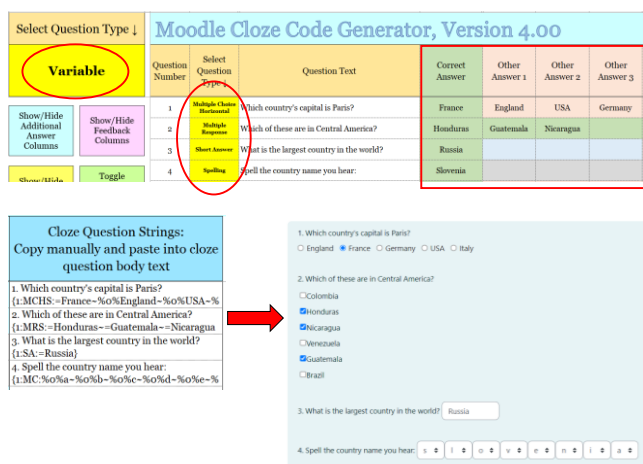 Select Question Type ↓
Moodle Cloze Code Generator, Version 4.00
Variable
Question Number
Select Question Type ↓
Question Text
Correct Answer
Other Answer 1
Other Answer 2
Other Answer 3
1
Multiple Choice Horizontal
Which country's capital is Paris?
France
England
USA
Germany
2
Multiple Response
Which of these are in Central America?
Honduras
Guatemala
Nicaragua
3
Short Answer
What is the largest country in the world?
Russia
4
Spelling
Spell the country name you hear:
Slovenia
Show/Hide Additional Answer Columns
Show/Hide Feedback Columns
Show/Hide
Toggle
Cloze Question Strings:
Copy manually and paste into cloze
question body text
1. Which country's capital is Paris?
{1:MCHS:=France~%0%England~%0%USA~%
2. Which of these are in Central America?
{1:MRS:=Honduras~=Guatemala~=Nicaragua
3. What is the largest country in the world?
{1:SA:=Russia}
4. Spell the country name you hear:
{1:MC:%0%a~%0%b~%0%c~%0%d~%0%e~%
1. Which country's capital is Paris?
England France Germany USA Italy
2. Which of these are in Central America?
Colombia
Honduras
Nicaragua
Venezuela
Guatemala
Brazil
3. What is the largest country in the world? Russia
4. Spell the country name you hear: s l o v e n i a